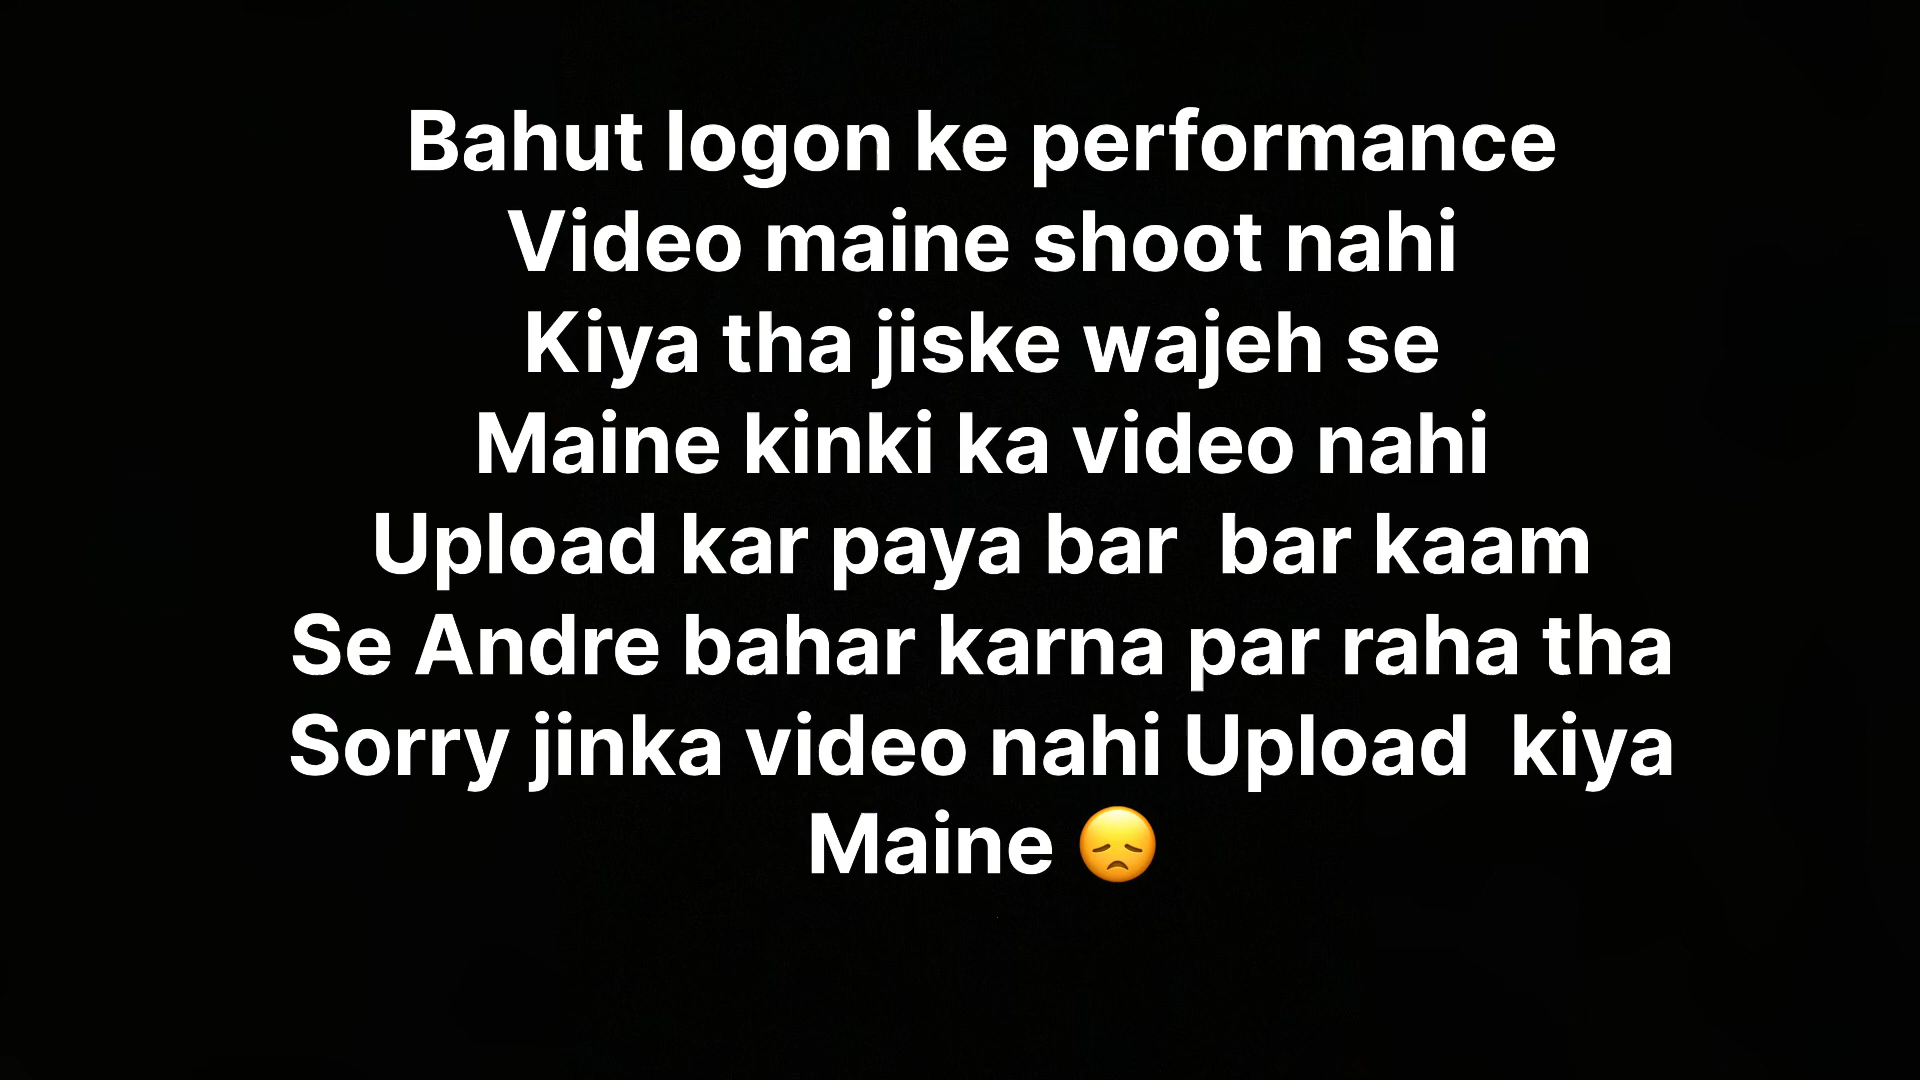 Bahut logon ke performance
Video maine shoot nahi
Kiya tha jiske wajeh se
Maine kinki ka video nahi
Upload kar paya bar  bar kaam
Se Andre bahar karna par raha tha
Sorry jinka video nahi Upload  kiya
Maine 😞